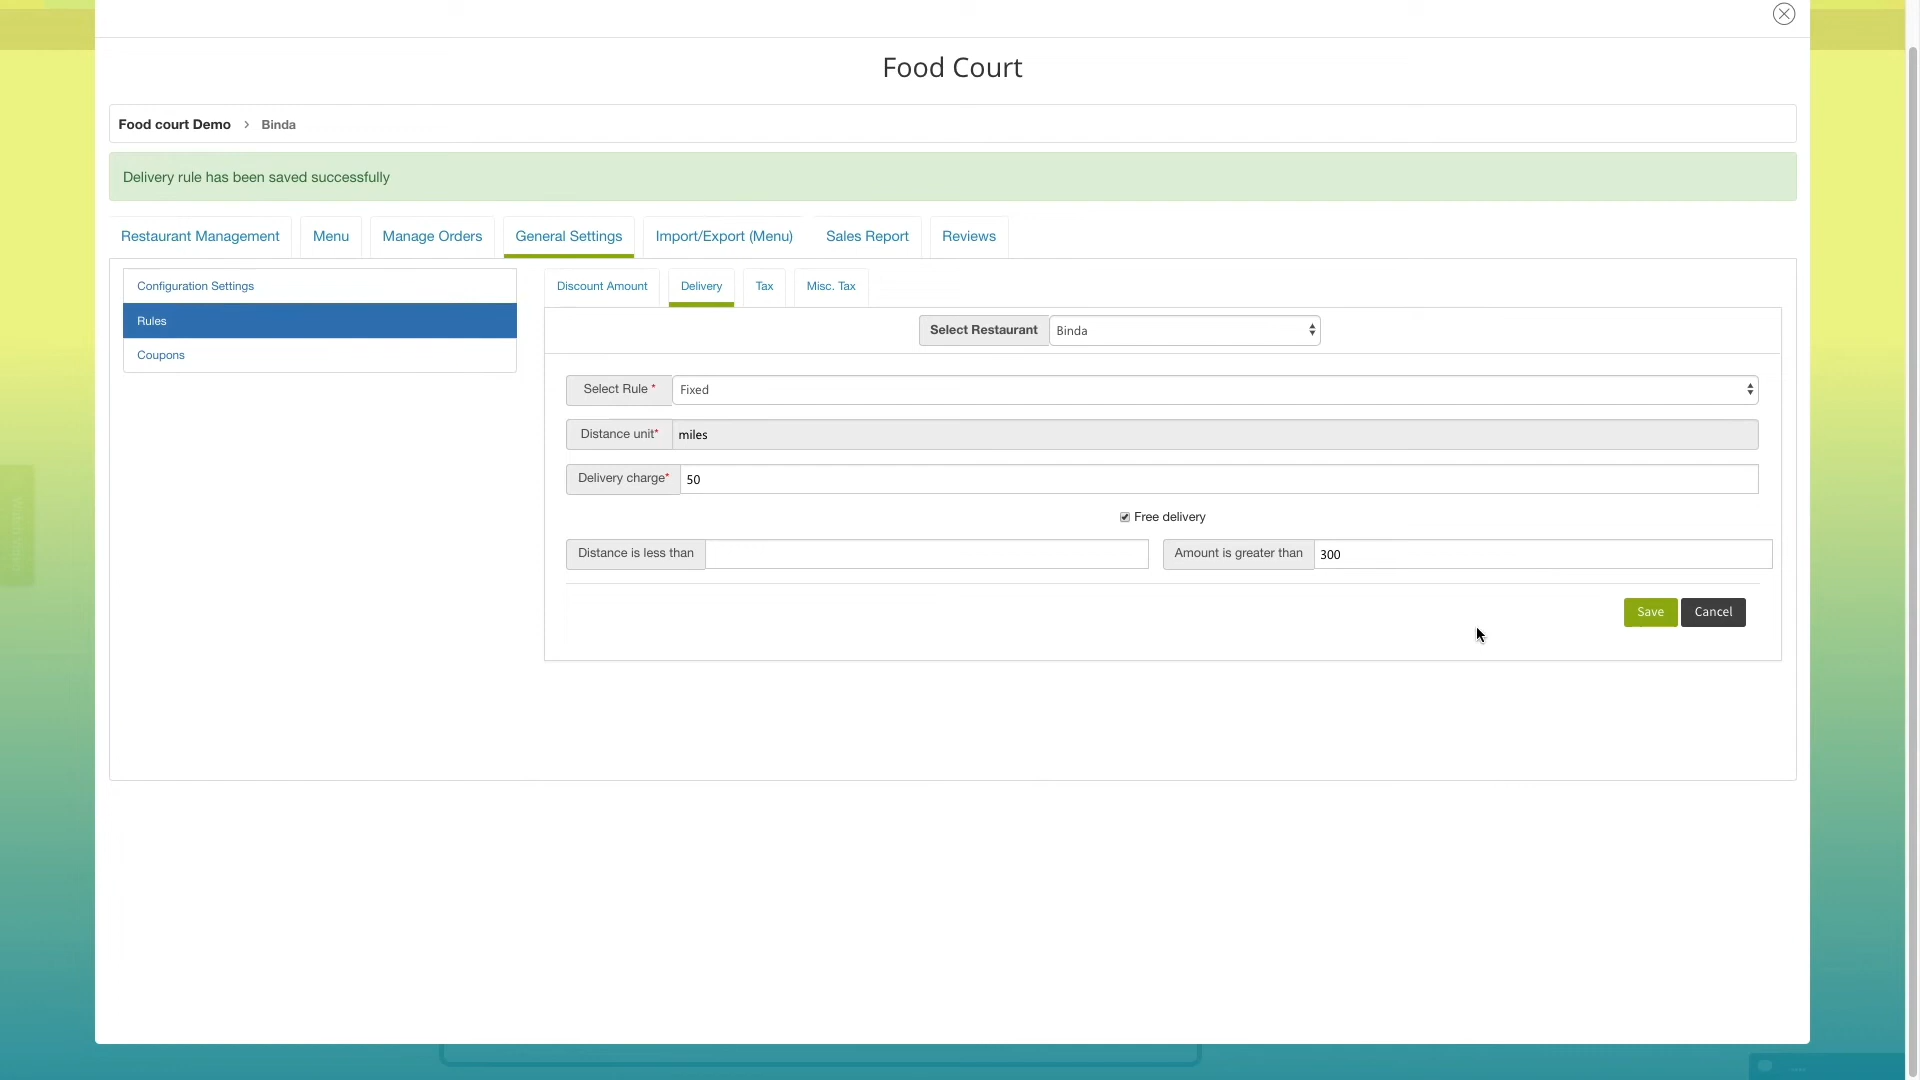 Food Court
Food court Demo > Binda
Delivery rule has been saved successfully
Restaurant Management Menu Manage Orders General Settings Import/Export (Menu) Sales Report Reviews
Configuration Settings
Rules
Coupons
Discount Amount Delivery Tax Misc. Tax
Select Restaurant Binda
Select Rule * Fixed
Distance unit* miles
Delivery charge* 50
Free delivery
Distance is less than Amount is greater than 300
Save Cancel